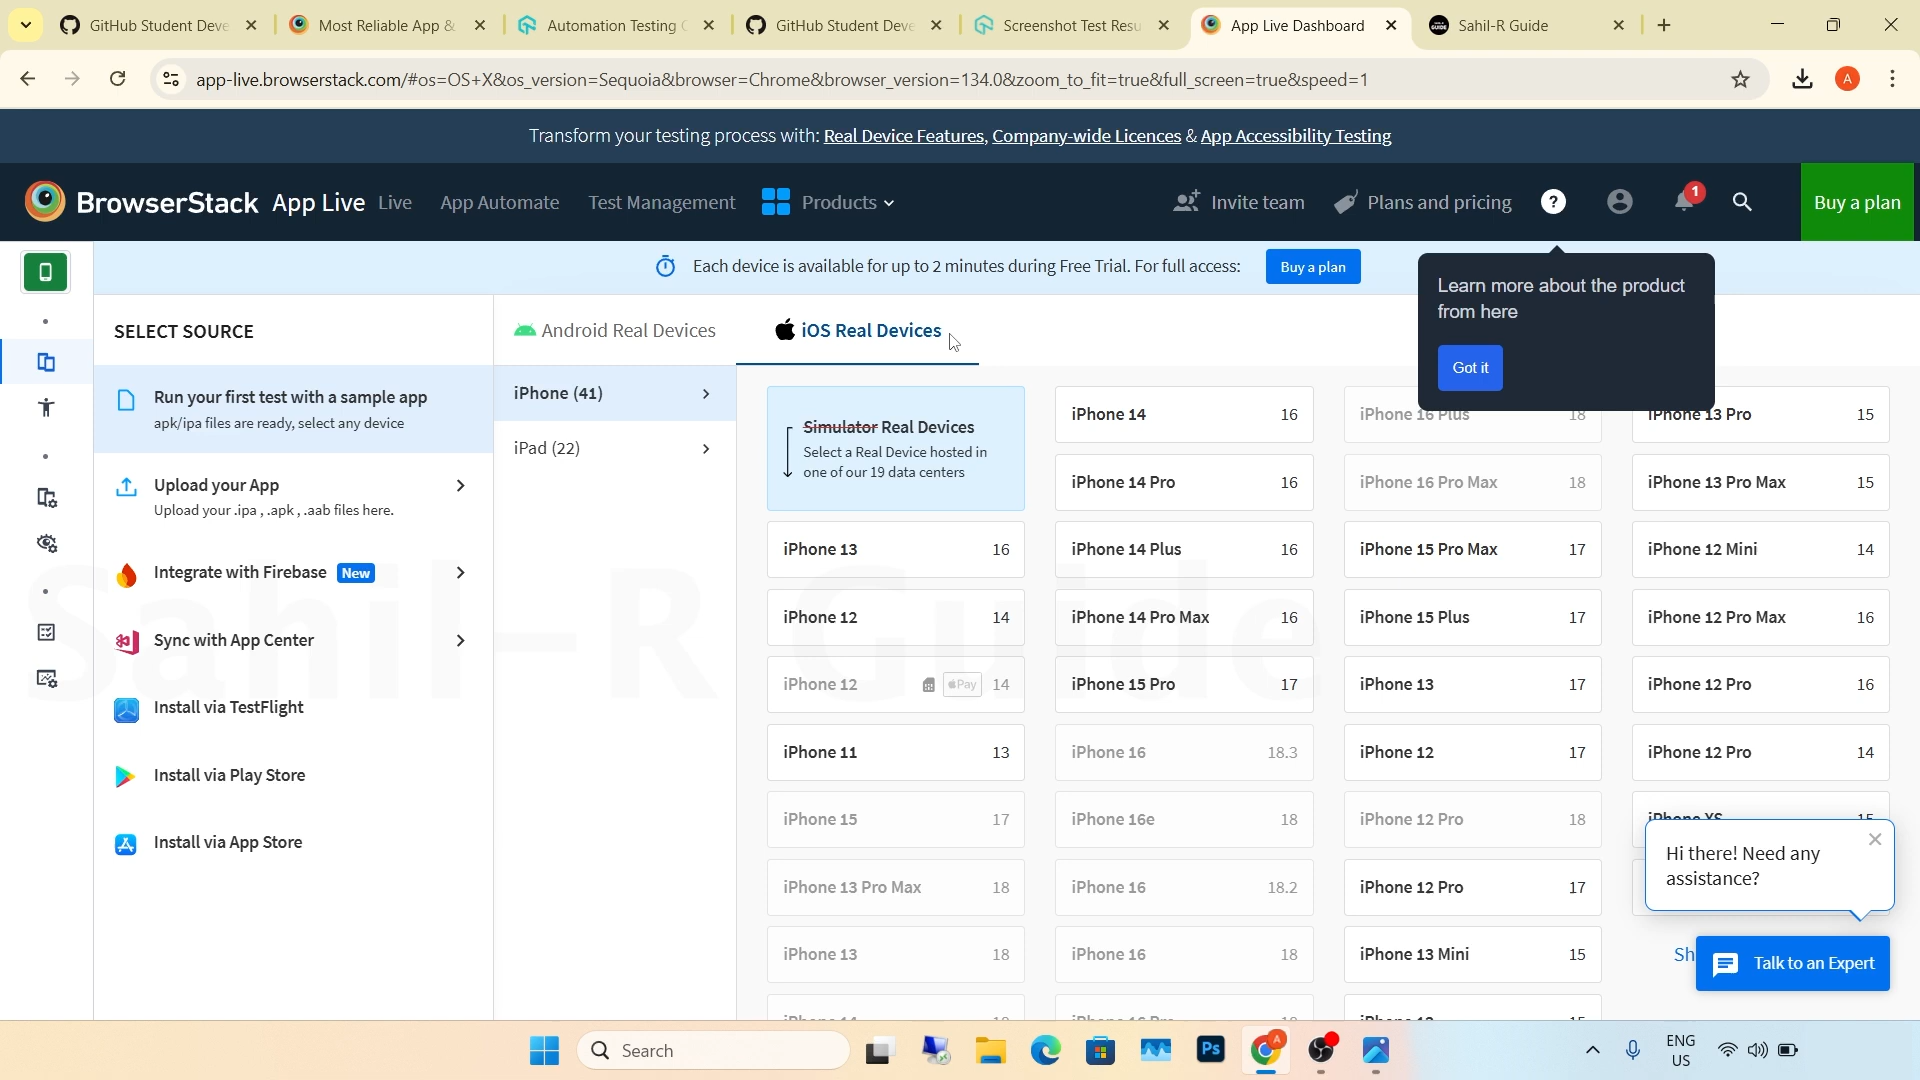 GitHub Student Deve
Most Reliable App &
Automation Testing C
GitHub Student Deve
Screenshot Test Resu
App Live Dashboard
Sahil-R Guide
app-live.browserstack.com/#os=OS+X&os_version=Sequoia&browser=Chrome&browser_version=134.0&zoom_to_fit=true&full_screen=true&speed=1
A
Transform your testing process with: Real Device Features, Company-wide Licences & App Accessibility Testing
BrowserStack App Live Live App Automate Test Management Products Invite team Plans and pricing ? 1 Buy a plan
Each device is available for up to 2 minutes during Free Trial. For full access: Buy a plan
Learn more about the product
from here
Got it
SELECT SOURCE
Run your first test with a sample app
apk/ipa files are ready, select any device
Upload your App
Upload your .ipa , .apk , .aab files here.
Integrate with Firebase New
Sync with App Center
Install via TestFlight
Install via Play Store
Install via App Store
Android Real Devices
iOS Real Devices
iPhone (41)
iPad (22)
Simulator Real Devices
Select a Real Device hosted in
one of our 19 data centers
iPhone 13 16
iPhone 12 14
iPhone 12 Pay 14
iPhone 11 13
iPhone 15 17
iPhone 13 Pro Max 18
iPhone 13 18
iPhone 14 16
iPhone 14 Pro 16
iPhone 14 Plus 16
iPhone 14 Pro Max 16
iPhone 15 Pro 17
iPhone 16 18.3
iPhone 16e 18
iPhone 16 18.2
iPhone 16 18
iPhone 16 Plus 18
iPhone 16 Pro Max 18
iPhone 15 Pro Max 17
iPhone 15 Plus 17
iPhone 13 17
iPhone 12 17
iPhone 12 Pro 18
iPhone 12 Pro 17
iPhone 13 Mini 15
iPhone 13 Pro 15
iPhone 13 Pro Max 15
iPhone 12 Mini 14
iPhone 12 Pro Max 16
iPhone 12 Pro 16
iPhone 12 Pro 14
iPhone XS 15
Sh
Hi there! Need any
assistance?
Talk to an Expert
Sahil-R Guide
Search
Ps
A
ENG
US